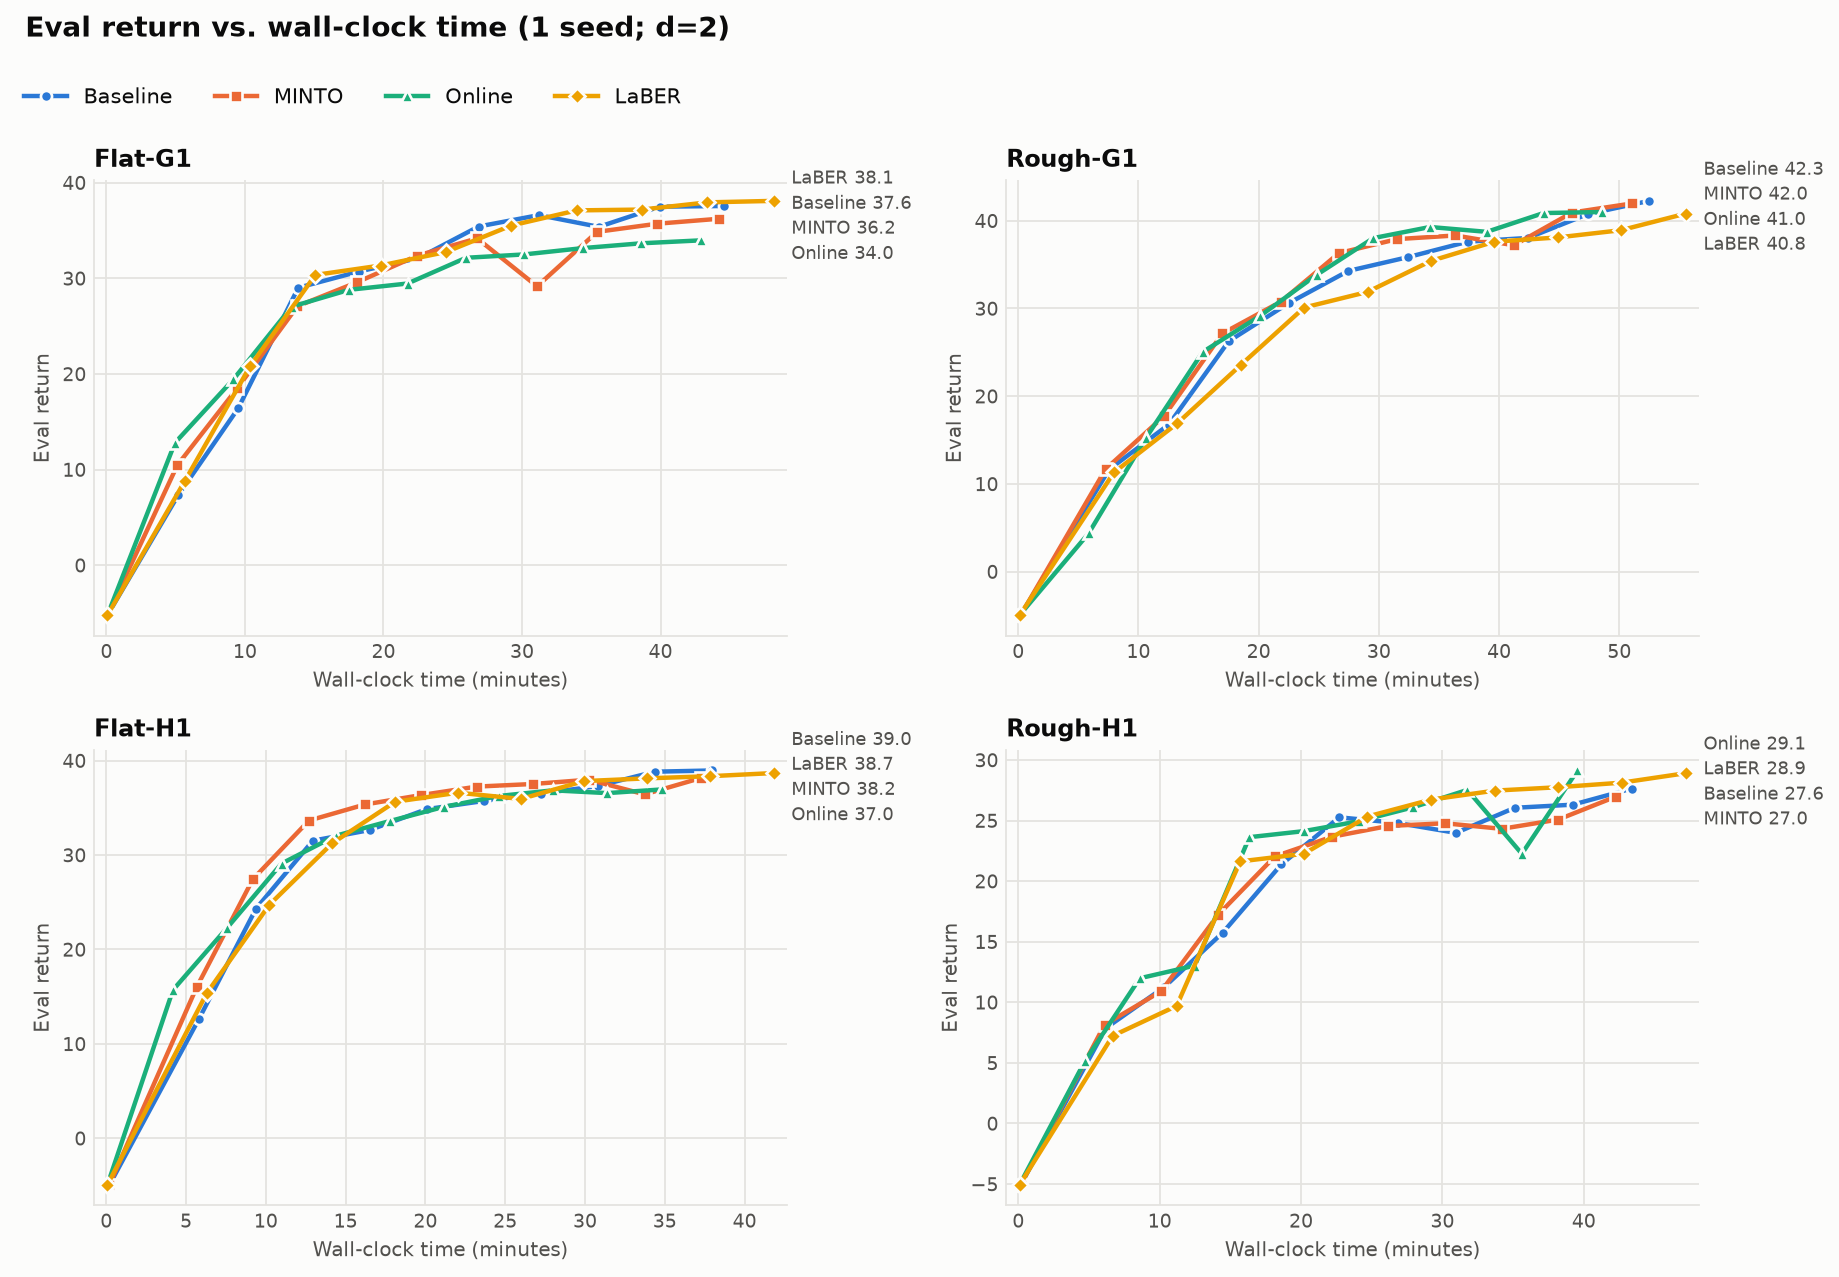 Eval return vs. wall-clock time (1 seed; d=2)
Baseline MINTO Online LaBER
Flat-G1
40
30
20
10
0
Eval return
0 10 20 30 40
Wall-clock time (minutes)
LaBER 38.1
Baseline 37.6
MINTO 36.2
Online 34.0
Rough-G1
40
30
20
10
0
Eval return
0 10 20 30 40 50
Wall-clock time (minutes)
Baseline 42.3
MINTO 42.0
Online 41.0
LaBER 40.8
Flat-H1
40
30
20
10
0
Eval return
0 5 10 15 20 25 30 35 40
Wall-clock time (minutes)
Baseline 39.0
LaBER 38.7
MINTO 38.2
Online 37.0
Rough-H1
30
25
20
15
10
5
0
−5
Eval return
0 10 20 30 40
Wall-clock time (minutes)
Online 29.1
LaBER 28.9
Baseline 27.6
MINTO 27.0